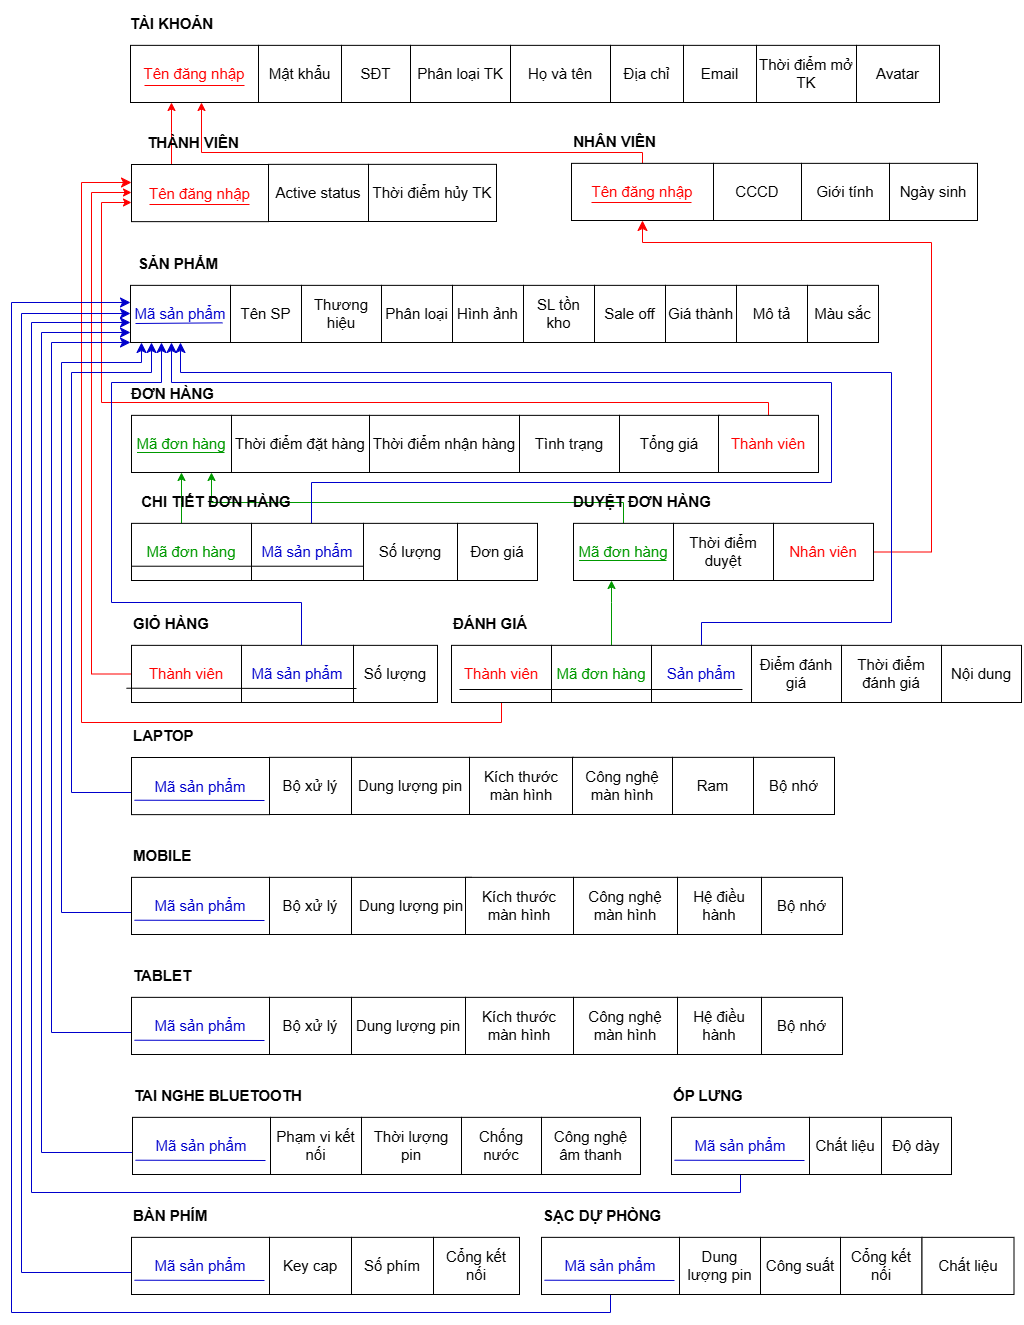 TÀI KHOẢN
Tên đăng nhập
Mật khẩu
SĐT
Phân loại TK
Họ và tên
Địa chỉ
Email
Thời điểm mở
TK
Avatar
THÀNH VIÊN
Tên đăng nhập
Active status
Thời điểm hủy TK
NHÂN VIÊN
Tên đăng nhập
CCCD
Giới tính
Ngày sinh
SẢN PHẨM
Mã sản phẩm
Tên SP
Thương
hiệu
Phân loại
Hình ảnh
SL tồn
kho
Sale off
Giá thành
Mô tả
Màu sắc
ĐƠN HÀNG
Mã đơn hàng
Thời điểm đặt hàng
Thời điểm nhận hàng
Tình trạng
Tổng giá
Thành viên
CHI TIẾT ĐƠN HÀNG
Mã đơn hàng
Mã sản phẩm
Số lượng
Đơn giá
DUYỆT ĐƠN HÀNG
Mã đơn hàng
Thời điểm
duyệt
Nhân viên
GIỎ HÀNG
Thành viên
Mã sản phẩm
Số lượng
ĐÁNH GIÁ
Thành viên
Mã đơn hàng
Sản phẩm
Điểm đánh
giá
Thời điểm
đánh giá
Nội dung
LAPTOP
Mã sản phẩm
Bộ xử lý
Dung lượng pin
Kích thước
màn hình
Công nghệ
màn hình
Ram
Bộ nhớ
MOBILE
Mã sản phẩm
Bộ xử lý
Dung lượng pin
Kích thước
màn hình
Công nghệ
màn hình
Hệ điều
hành
Bộ nhớ
TABLET
Mã sản phẩm
Bộ xử lý
Dung lượng pin
Kích thước
màn hình
Công nghệ
màn hình
Hệ điều
hành
Bộ nhớ
TAI NGHE BLUETOOTH
Mã sản phẩm
Phạm vi kết
nối
Thời lượng
pin
Chống
nước
Công nghệ
âm thanh
ỐP LƯNG
Mã sản phẩm
Chất liệu
Độ dày
BÀN PHÍM
Mã sản phẩm
Key cap
Số phím
Cổng kết
nối
SẠC DỰ PHÒNG
Mã sản phẩm
Dung
lượng pin
Công suất
Cổng kết
nối
Chất liệu